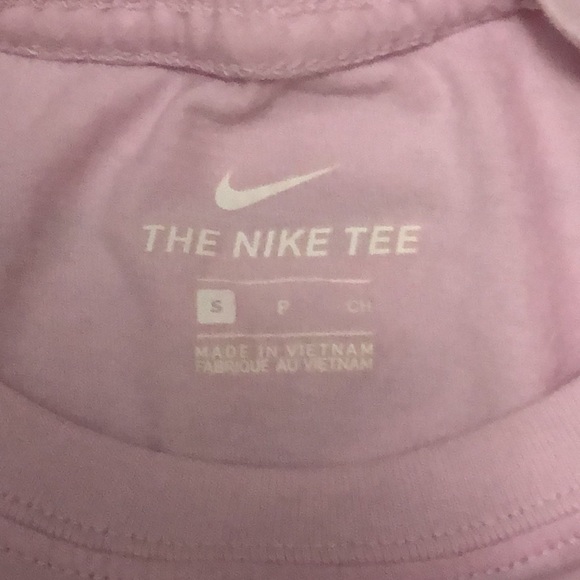 THE NIKE TEE
S P CH
MADE IN VIETNAM
FABRIQUÉ AU VIETNAM